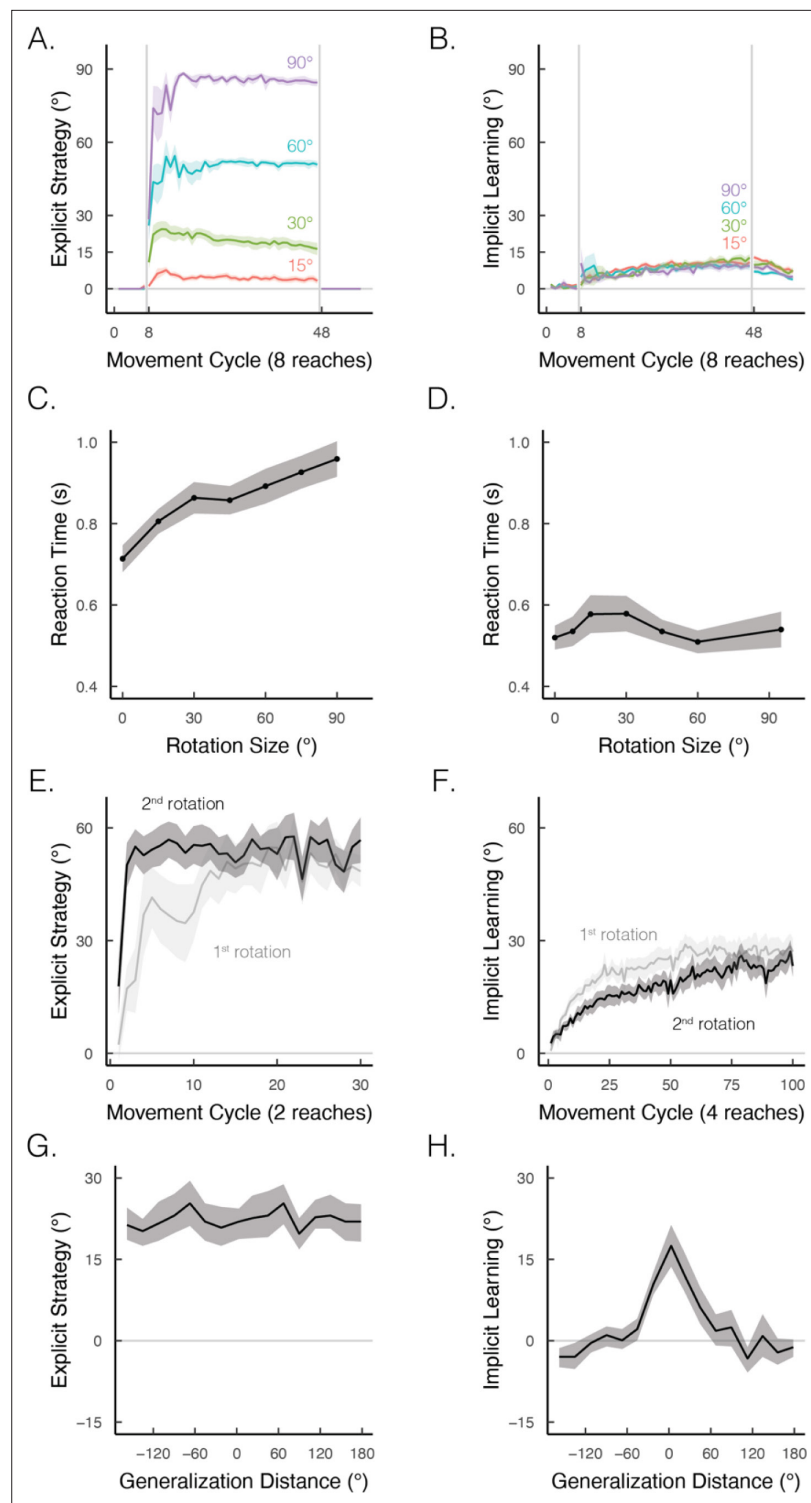 A.
90
60
30
15
0
Explicit Strategy (°)
90°
60°
30°
15°
0
8
48
Movement Cycle (8 reaches)
B.
90
60
30
15
0
Implicit Learning (°)
90°
60°
30°
15°
0
8
48
Movement Cycle (8 reaches)
C.
1.0
0.8
0.6
0.4
Reaction Time (s)
0
30
60
90
Rotation Size (°)
D.
1.0
0.8
0.6
0.4
Reaction Time (s)
0
30
60
90
Rotation Size (°)
E.
60
30
0
Explicit Strategy (°)
2nd rotation
1st rotation
0
10
20
30
Movement Cycle (2 reaches)
F.
60
30
0
Implicit Learning (°)
1st rotation
2nd rotation
0
25
50
75
100
Movement Cycle (4 reaches)
G.
30
15
0
−15
Explicit Strategy (°)
−120
−60
0
60
120
180
Generalization Distance (°)
H.
30
15
0
−15
Implicit Learning (°)
−120
−60
0
60
120
180
Generalization Distance (°)